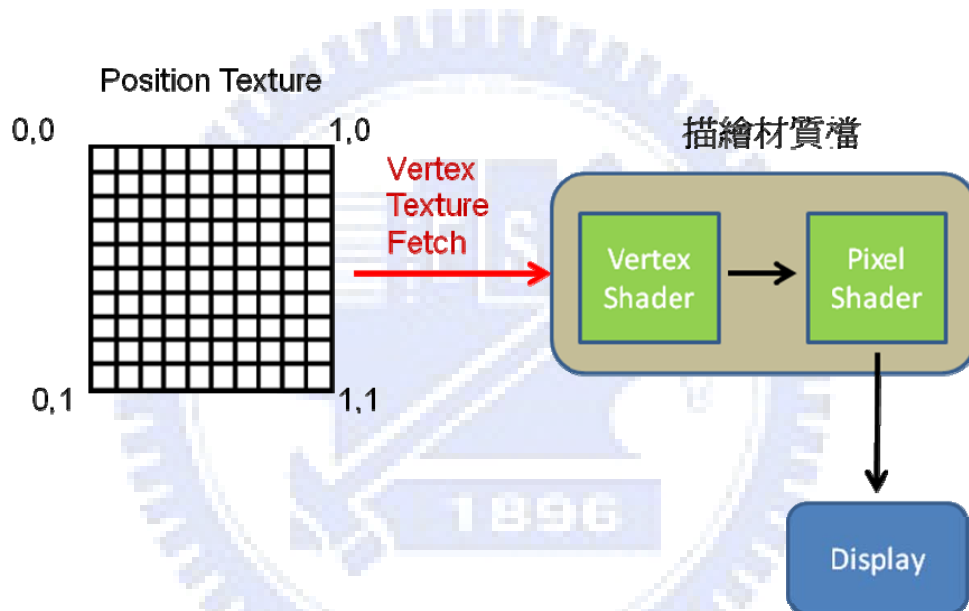 Position Texture
0,0
1,0
0,1
1,1
Vertex
Texture
Fetch
描繪材質檔
Vertex
Shader
Pixel
Shader
Display
1896